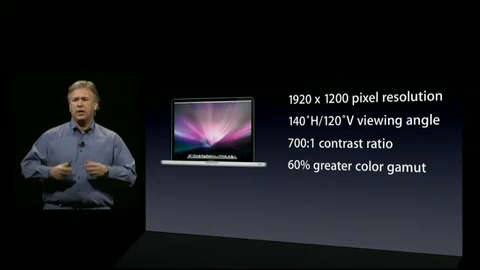 1920 x 1200 pixel resolution
140˚H/120˚V viewing angle
700:1 contrast ratio
60% greater color gamut